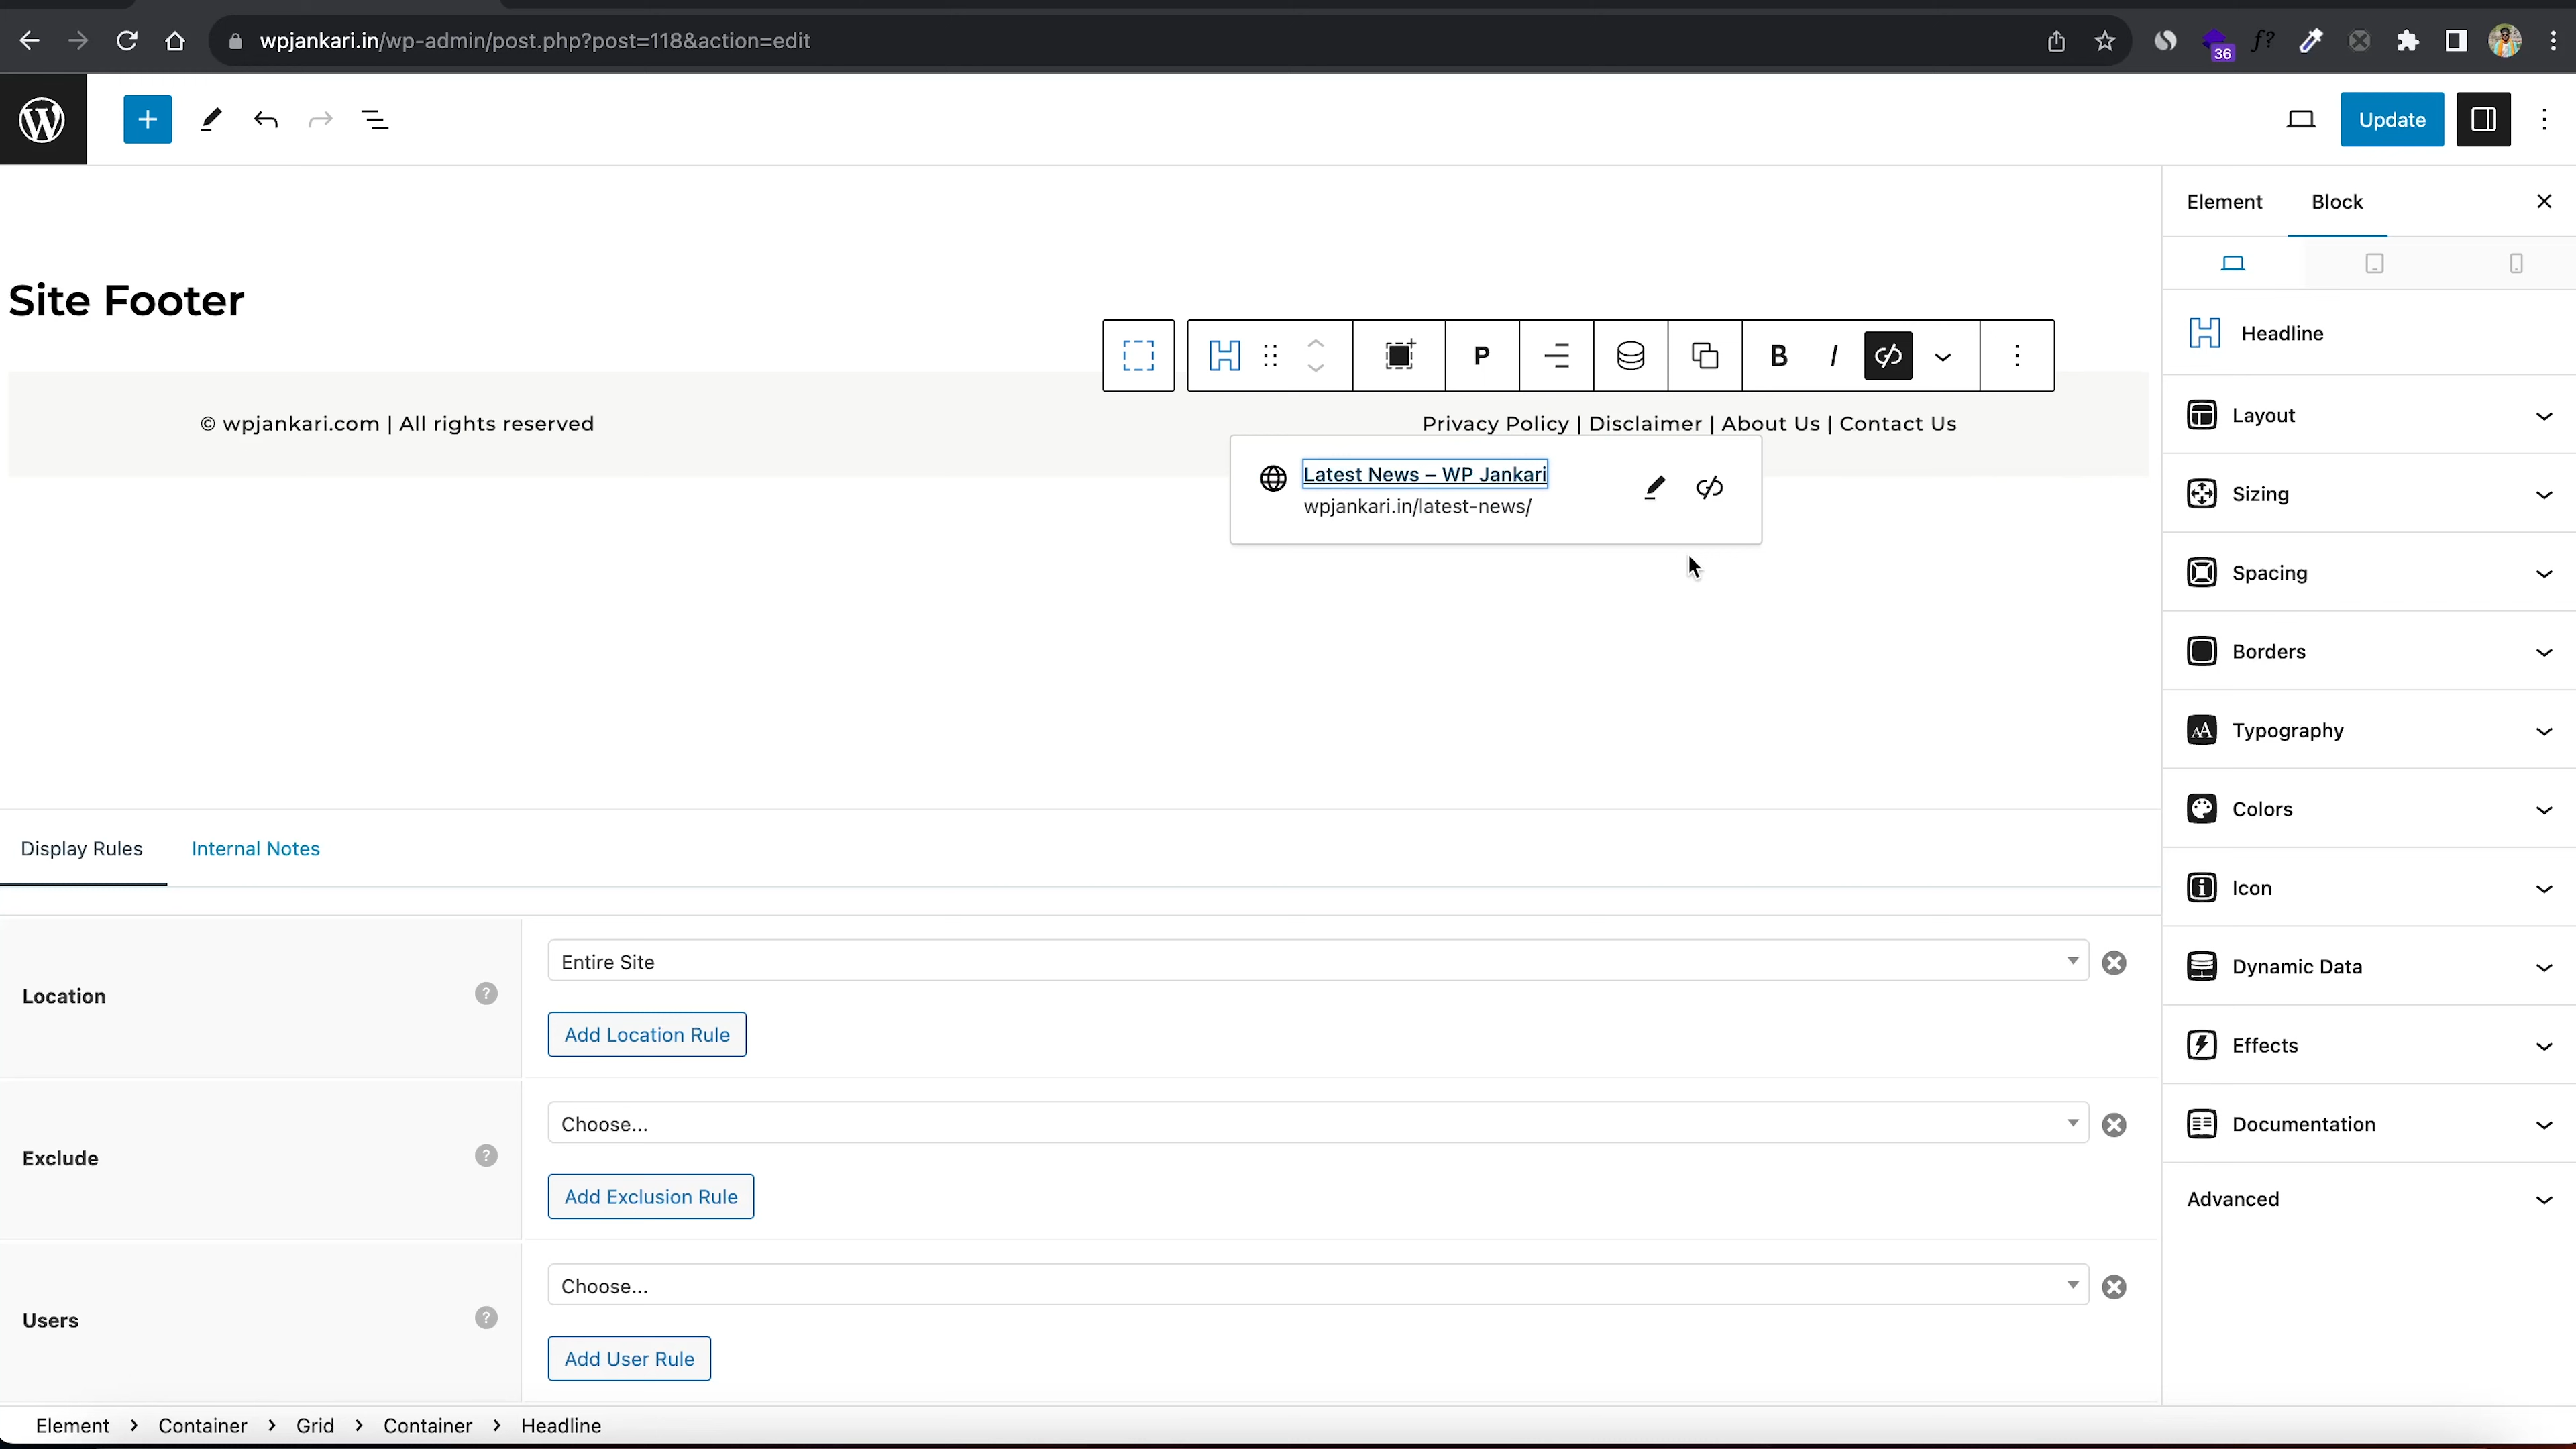 wpjankari.in/wp-admin/post.php?post=118&action=edit
36
f?
Update
Element Block
Site Footer
Headline
B I
P
© wpjankari.com | All rights reserved
Privacy Policy | Disclaimer | About Us | Contact Us
Latest News – WP Jankari
wpjankari.in/latest-news/
Layout
Sizing
Spacing
Borders
Typography
Colors
Icon
Dynamic Data
Effects
Documentation
Advanced
Display Rules Internal Notes
Location ? Entire Site
Add Location Rule
Exclude ? Choose...
Add Exclusion Rule
Users ? Choose...
Add User Rule
Element > Container > Grid > Container > Headline